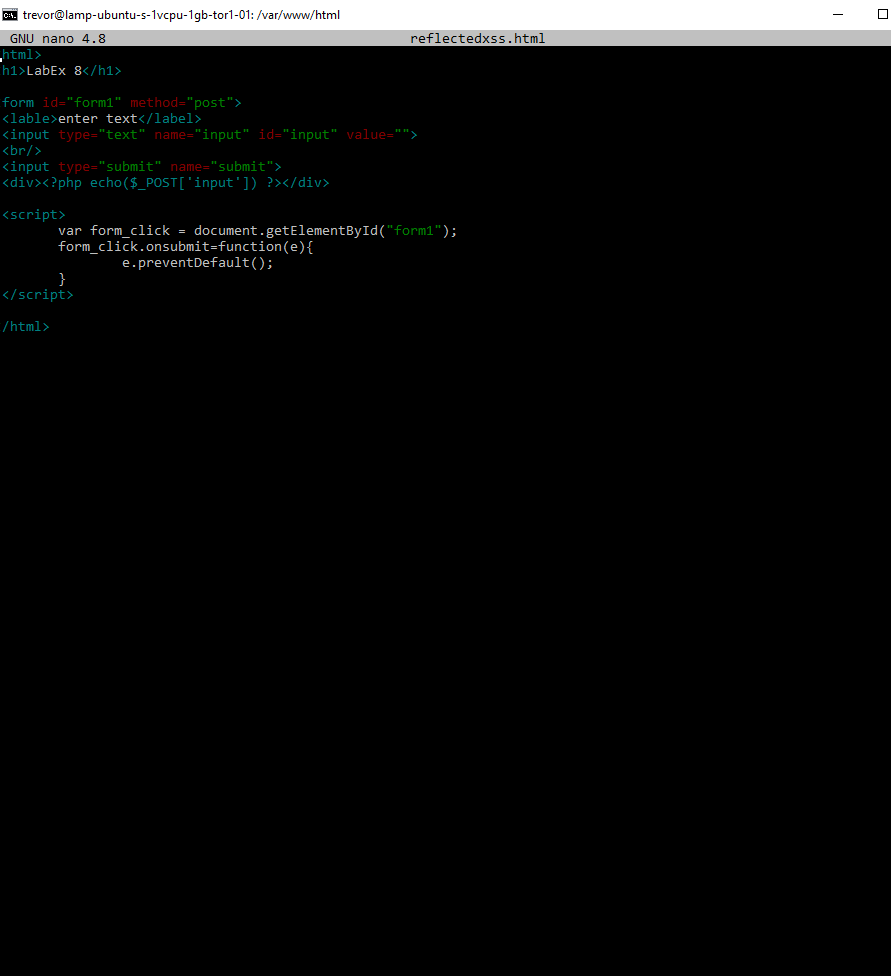 trevor@lamp-ubuntu-s-1vcpu-1gb-tor1-01: /var/www/html
GNU nano 4.8 reflectedxss.html
html>
h1>LabEx 8</h1>
form id="form1" method="post">
<lable>enter text</label>
<input type="text" name="input" id="input" value="">
<br/>
<input type="submit" name="submit">
<div><?php echo($_POST['input']) ?></div>
<script>
var form_click = document.getElementById("form1");
form_click.onsubmit=function(e){
e.preventDefault();
}
</script>
/html>